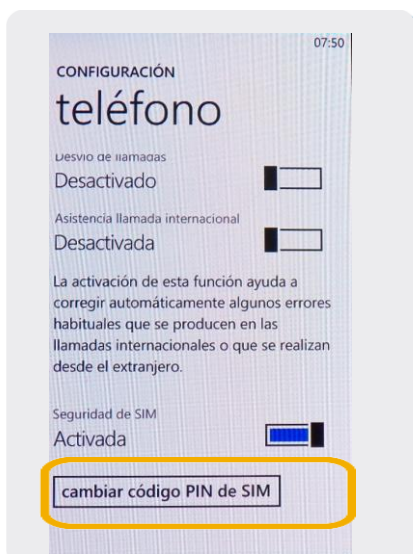 07:50
CONFIGURACIÓN
teléfono
Desvío de llamadas
Desactivado
Asistencia llamada internacional
Desactivada
La activación de esta función ayuda a
corregir automáticamente algunos errores
habituales que se producen en las
llamadas internacionales o que se realizan
desde el extranjero.
Seguridad de SIM
Activada
cambiar código PIN de SIM